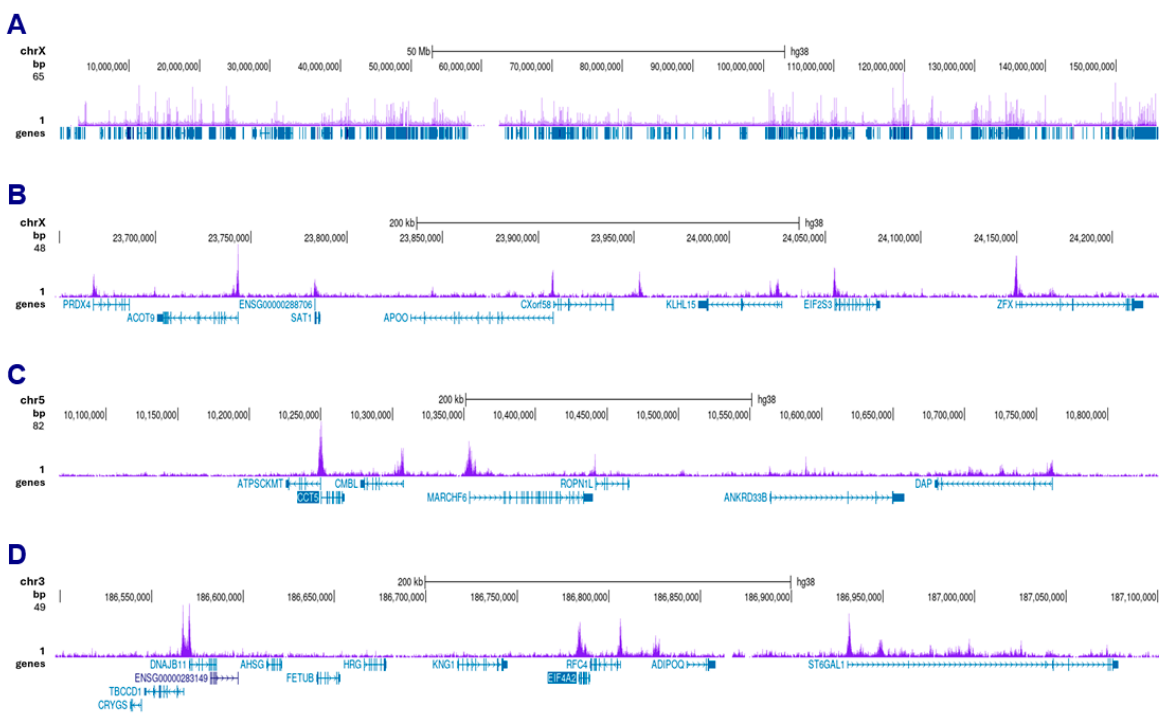 A
chrX
50 Mb hg38
bp
10,000,000 20,000,000 30,000,000 40,000,000 50,000,000 60,000,000 70,000,000 80,000,000 90,000,000 100,000,000 110,000,000 120,000,000 130,000,000 140,000,000 150,000,000
65
1
genes
B
chrX
200 kb hg38
bp
23,700,000 23,750,000 23,800,000 23,850,000 23,900,000 23,950,000 24,000,000 24,050,000 24,100,000 24,150,000 24,200,000
48
1
genes
PRDX4 ENSG00000288706 CXorf58 KLHL15 EIF2S3 ZFX
ACOT9 SAT1 APOO
C
chr5
200 kb hg38
bp
10,100,000 10,150,000 10,200,000 10,250,000 10,300,000 10,350,000 10,400,000 10,450,000 10,500,000 10,550,000 10,600,000 10,650,000 10,700,000 10,750,000 10,800,000
82
1
genes
ATPSCKMT CMBL ROPN1L DAP
CCT5 MARCHF6 ANKRD33B
D
chr3
200 kb hg38
bp
186,550,000 186,600,000 186,650,000 186,700,000 186,750,000 186,800,000 186,850,000 186,900,000 186,950,000 187,000,000 187,050,000 187,100,000
49
1
genes
DNAJB11 AHSG HRG KNG1 RFC4 ADIPOQ ST6GAL1
ENSG00000283149 FETUB EIF4A2
TBCCD1
CRYGS